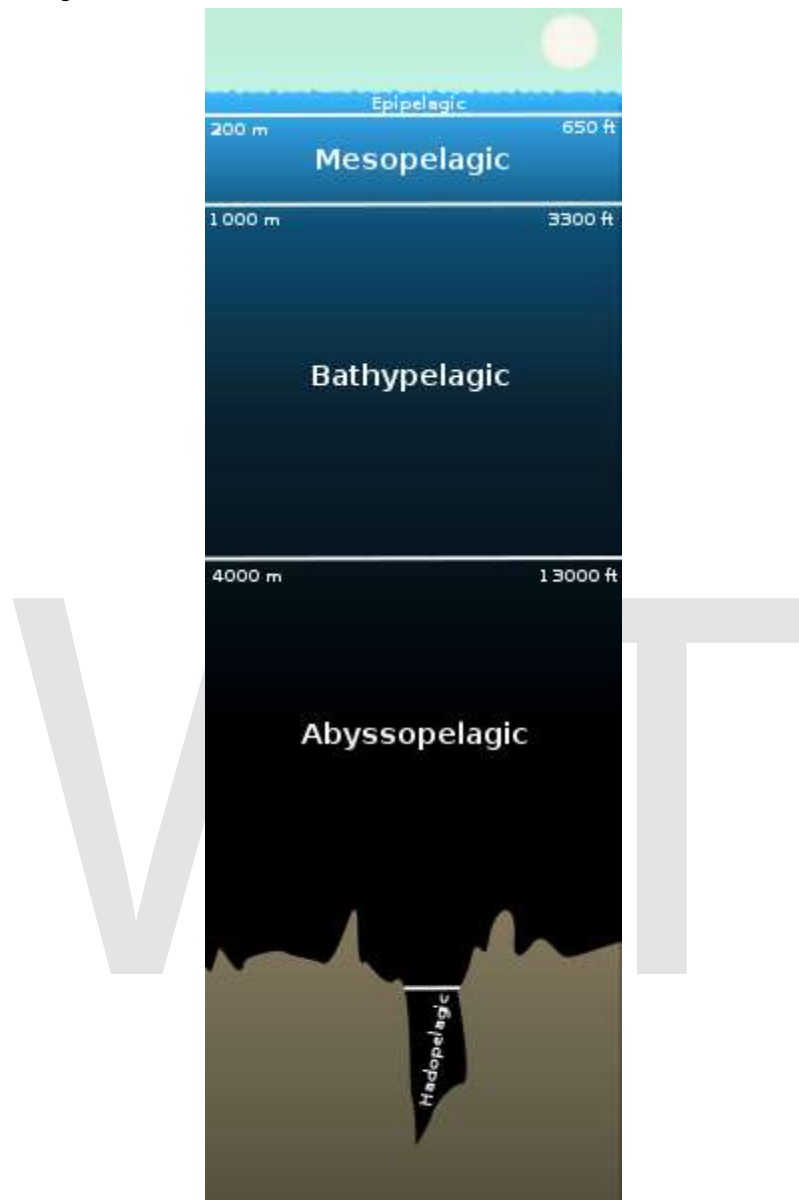 Epipelagic
200 m 650 ft
Mesopelagic
1000 m 3300 ft
Bathypelagic
4000 m 13000 ft
Abyssopelagic
Hadopelagic